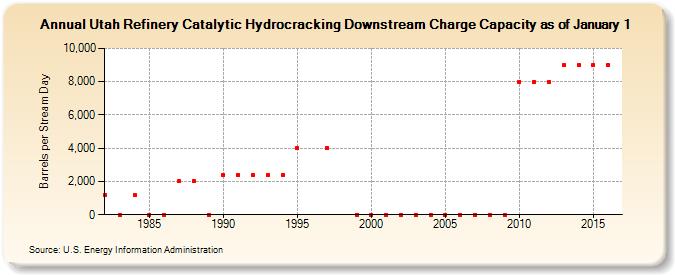 Annual Utah Refinery Catalytic Hydrocracking Downstream Charge Capacity as of January 1
Barrels per Stream Day
10,000
8,000
6,000
4,000
2,000
0
1985 1990 1995 2000 2005 2010 2015
Source: U.S. Energy Information Administration